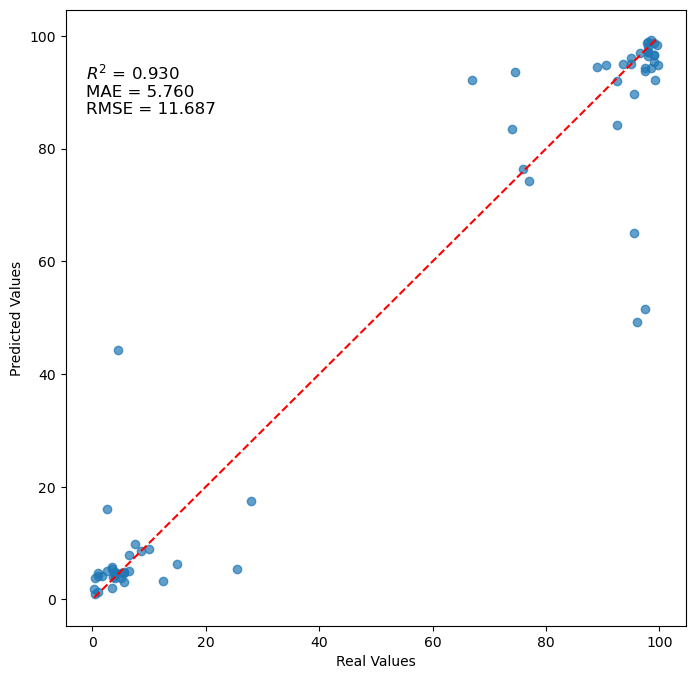 R² = 0.930
MAE = 5.760
RMSE = 11.687
100
80
60
40
20
0
Predicted Values
0 20 40 60 80 100
Real Values